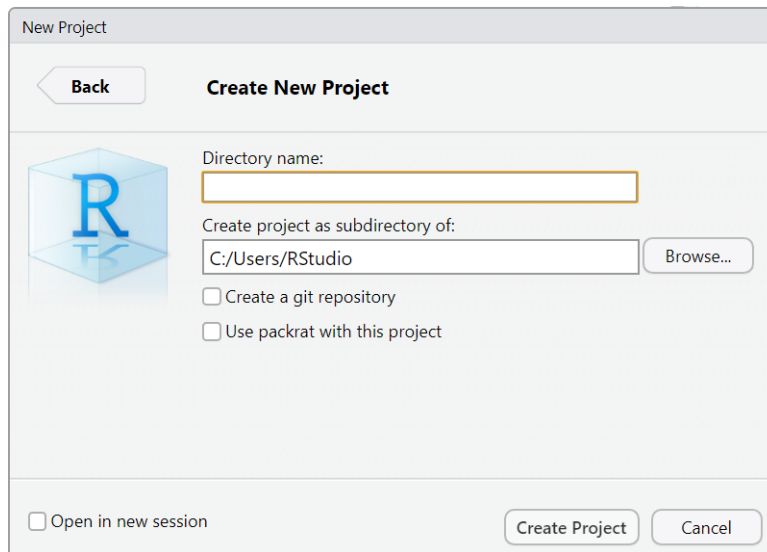 New Project
Back
Create New Project
R
Directory name:
Create project as subdirectory of:
C:/Users/RStudio
Browse...
Create a git repository
Use packrat with this project
Open in new session
Create Project
Cancel